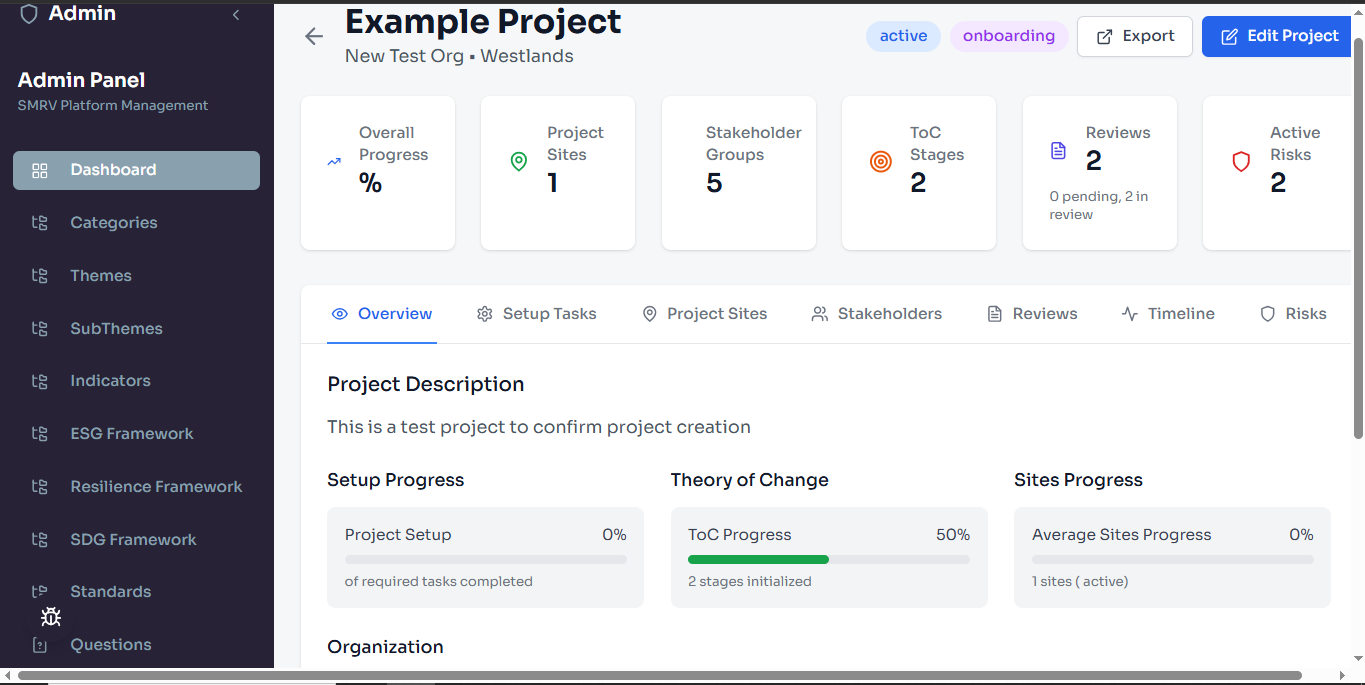 Admin
Admin Panel
SMRV Platform Management
Dashboard
Categories
Themes
SubThemes
Indicators
ESG Framework
Resilience Framework
SDG Framework
Standards
Questions
Example Project
New Test Org • Westlands
active
onboarding
Export
Edit Project
Overall
Progress
%
Project
Sites
1
Stakeholder
Groups
5
ToC
Stages
2
Reviews
2
0 pending, 2 in
review
Active
Risks
2
Overview
Setup Tasks
Project Sites
Stakeholders
Reviews
Timeline
Risks
Project Description
This is a test project to confirm project creation
Setup Progress
Project Setup 0%
of required tasks completed
Theory of Change
ToC Progress 50%
2 stages initialized
Sites Progress
Average Sites Progress 0%
1 sites ( active)
Organization